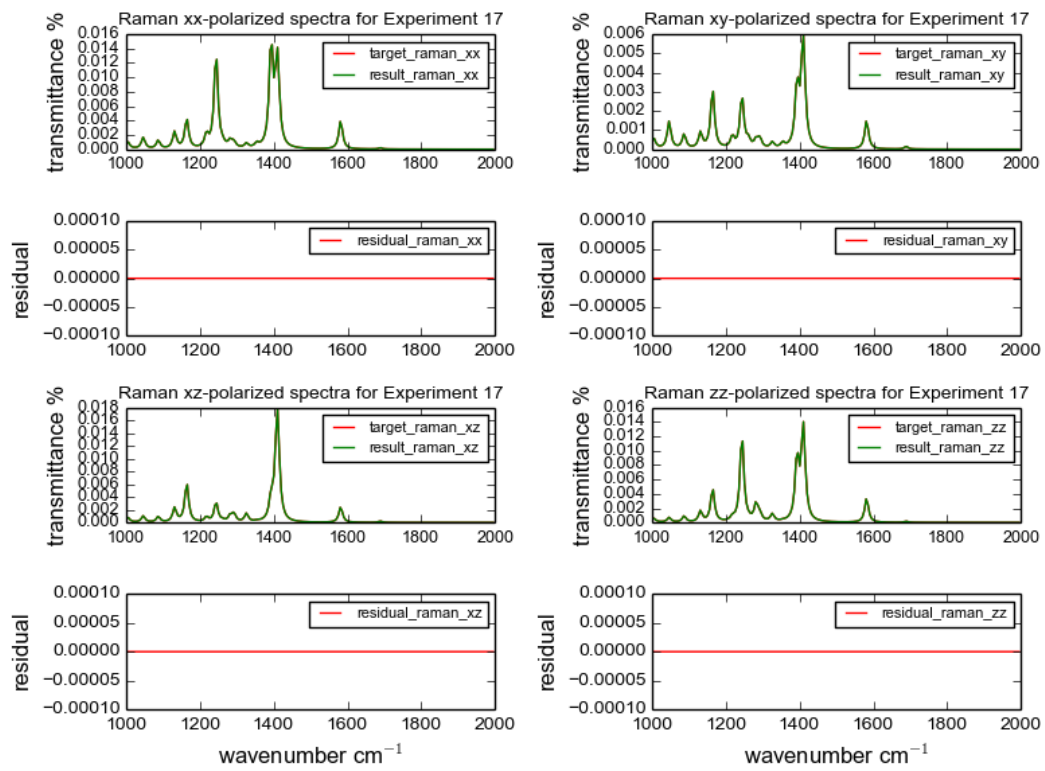 Raman xx-polarized spectra for Experiment 17
transmittance %
0.016
0.014
0.012
0.010
0.008
0.006
0.004
0.002
0.000
target_raman_xx
result_raman_xx
1000 1200 1400 1600 1800 2000
Raman xy-polarized spectra for Experiment 17
transmittance %
0.006
0.005
0.004
0.003
0.002
0.001
0.000
target_raman_xy
result_raman_xy
1000 1200 1400 1600 1800 2000
residual
0.00010
0.00005
0.00000
−0.00005
−0.00010
residual_raman_xx
1000 1200 1400 1600 1800 2000
residual
0.00010
0.00005
0.00000
−0.00005
−0.00010
residual_raman_xy
1000 1200 1400 1600 1800 2000
Raman xz-polarized spectra for Experiment 17
transmittance %
0.018
0.016
0.014
0.012
0.010
0.008
0.006
0.004
0.002
0.000
target_raman_xz
result_raman_xz
1000 1200 1400 1600 1800 2000
Raman zz-polarized spectra for Experiment 17
transmittance %
0.016
0.014
0.012
0.010
0.008
0.006
0.004
0.002
0.000
target_raman_zz
result_raman_zz
1000 1200 1400 1600 1800 2000
residual
0.00010
0.00005
0.00000
−0.00005
−0.00010
residual_raman_xz
1000 1200 1400 1600 1800 2000
wavenumber cm⁻¹
residual
0.00010
0.00005
0.00000
−0.00005
−0.00010
residual_raman_zz
1000 1200 1400 1600 1800 2000
wavenumber cm⁻¹